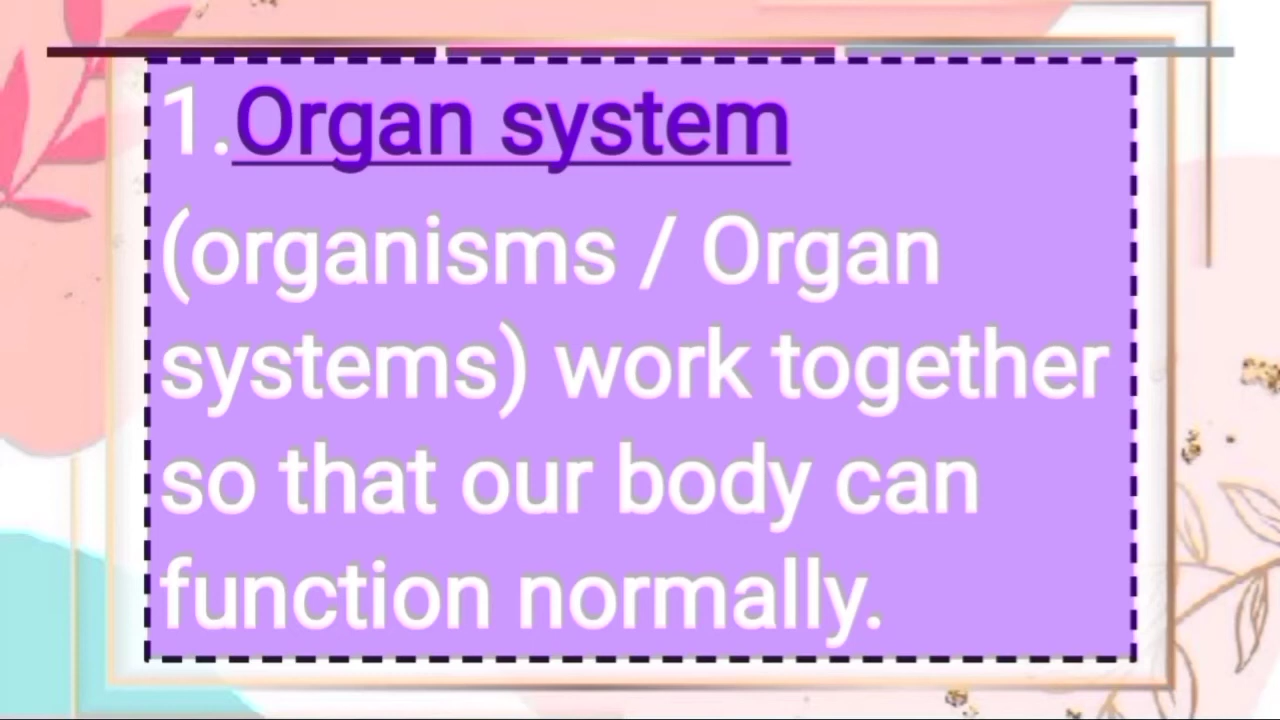 1.Organ system
(organisms / Organ
systems) work together
so that our body can
function normally.